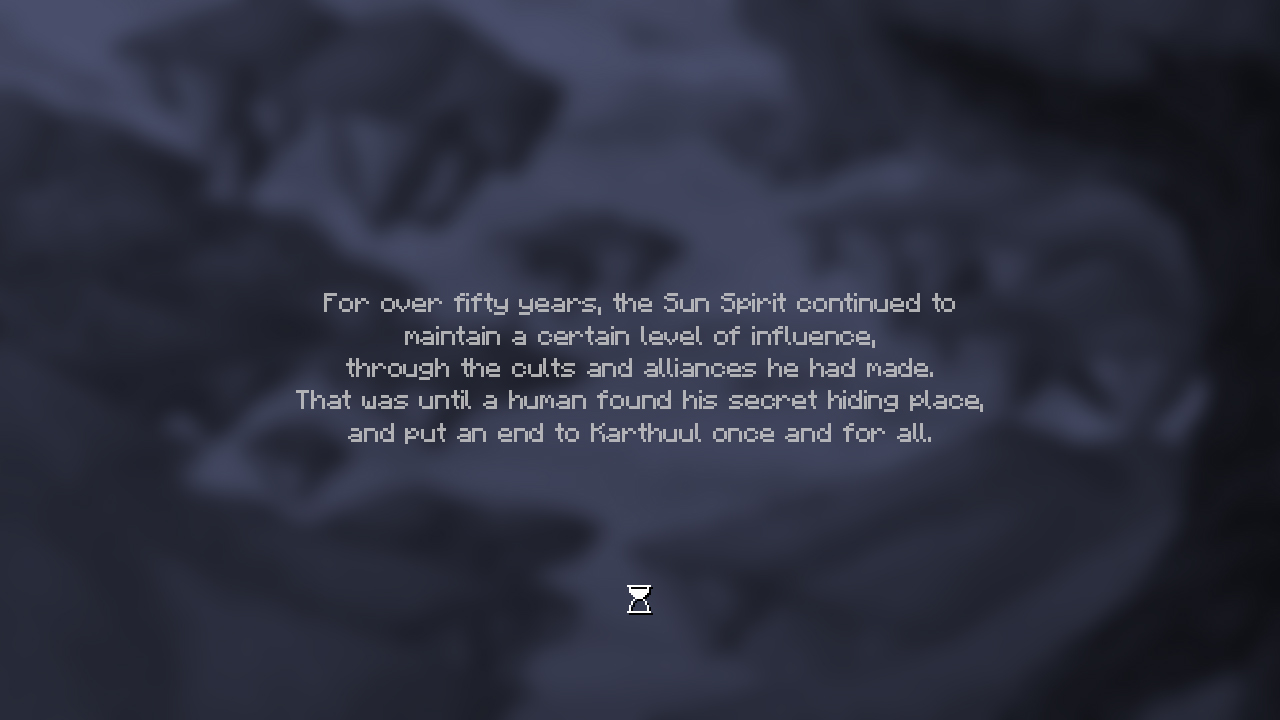 For over fifty years, the Sun Spirit continued to
maintain a certain level of influence,
through the cults and alliances he had made.
That was until a human found his secret hiding place,
and put an end to Karthuul once and for all.